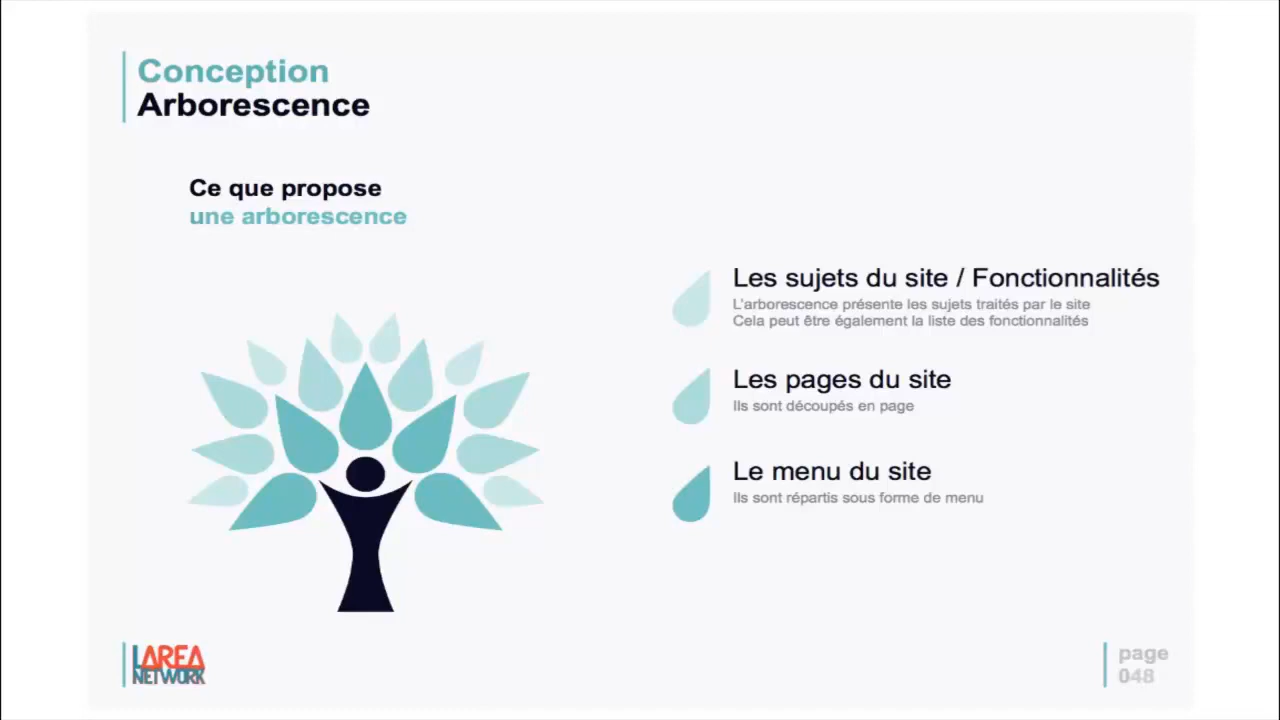 Conception
Arborescence
Ce que propose
une arborescence
Les sujets du site / Fonctionnalités
L'arborescence présente les sujets traités par le site
Cela peut être également la liste des fonctionnalités
Les pages du site
Ils sont découpés en page
Le menu du site
Ils sont répartis sous forme de menu
LAREA
NETWORK
page
048